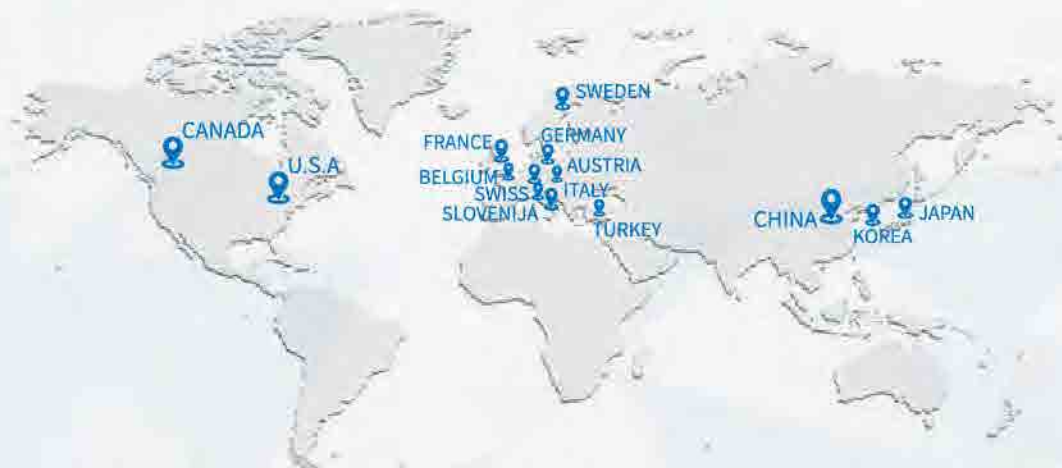 SWEDEN
CANADA
FRANCE
GERMANY
U.S.A
BELGIUM
AUSTRIA
SWISS
ITALY
SLOVENIJA
TURKEY
CHINA
KOREA
JAPAN